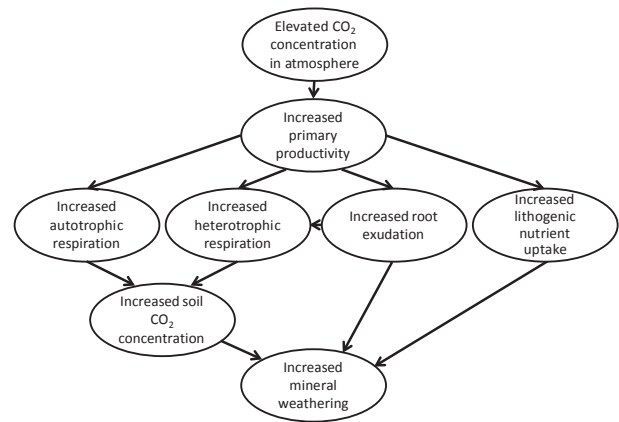 Elevated CO₂
concentration
in atmosphere
Increased
primary
productivity
Increased
autotrophic
respiration
Increased
heterotrophic
respiration
Increased root
exudation
Increased
lithogenic
nutrient
uptake
Increased soil
CO₂
concentration
Increased
mineral
weathering